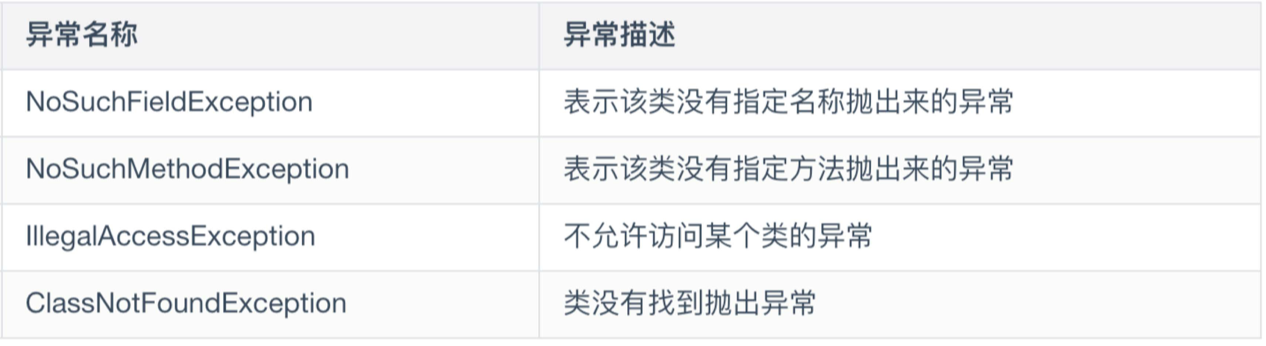 异常名称 异常描述
NoSuchFieldException 表示该类没有指定名称抛出来的异常
NoSuchMethodException 表示该类没有指定方法抛出来的异常
IllegalAccessException 不允许访问某个类的异常
ClassNotFoundException 类没有找到抛出异常